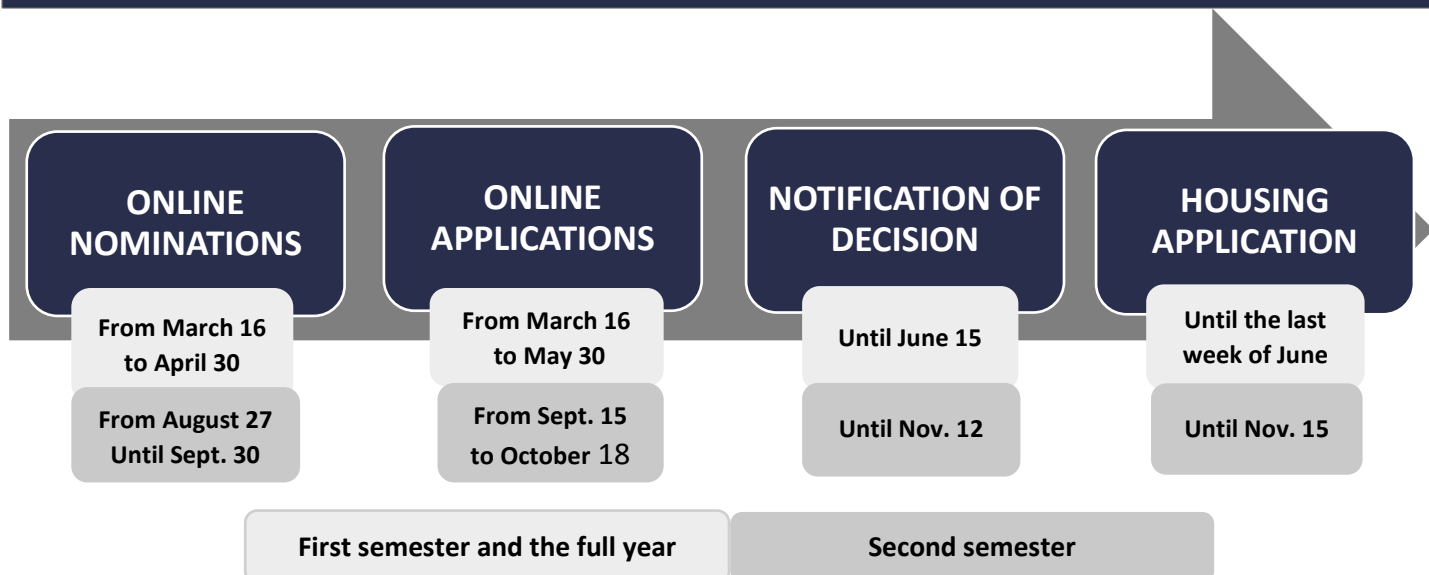 ONLINE
NOMINATIONS
From March 16
to April 30
From August 27
Until Sept. 30
ONLINE
APPLICATIONS
From March 16
to May 30
From Sept. 15
to October 18
NOTIFICATION OF
DECISION
Until June 15
Until Nov. 12
HOUSING
APPLICATION
Until the last
week of June
Until Nov. 15
First semester and the full year
Second semester